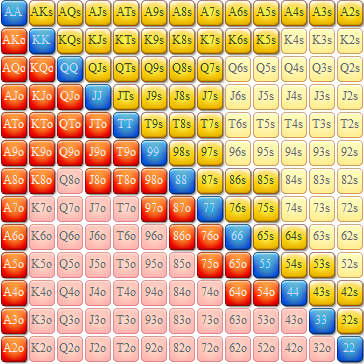 AA AKs AQs AJs ATs A9s A8s A7s A6s A5s A4s A3s A2s
AKo KK KQs KJs KTs K9s K8s K7s K6s K5s K4s K3s K2s
AQo KQo QQ QJs QTs Q9s Q8s Q7s Q6s Q5s Q4s Q3s Q2s
AJo KJo QJo JJ JTs J9s J8s J7s J6s J5s J4s J3s J2s
ATo KTo QTo JTo TT T9s T8s T7s T6s T5s T4s T3s T2s
A9o K9o Q9o J9o T9o 99 98s 97s 96s 95s 94s 93s 92s
A8o K8o Q8o J8o T8o 98o 88 87s 86s 85s 84s 83s 82s
A7o K7o Q7o J7o T7o 97o 87o 77 76s 75s 74s 73s 72s
A6o K6o Q6o J6o T6o 96o 86o 76o 66 65s 64s 63s 62s
A5o K5o Q5o J5o T5o 95o 85o 75o 65o 55 54s 53s 52s
A4o K4o Q4o J4o T4o 94o 84o 74o 64o 54o 44 43s 42s
A3o K3o Q3o J3o T3o 93o 83o 73o 63o 53o 43o 33 32s
A2o K2o Q2o J2o T2o 92o 82o 72o 62o 52o 42o 32o 22